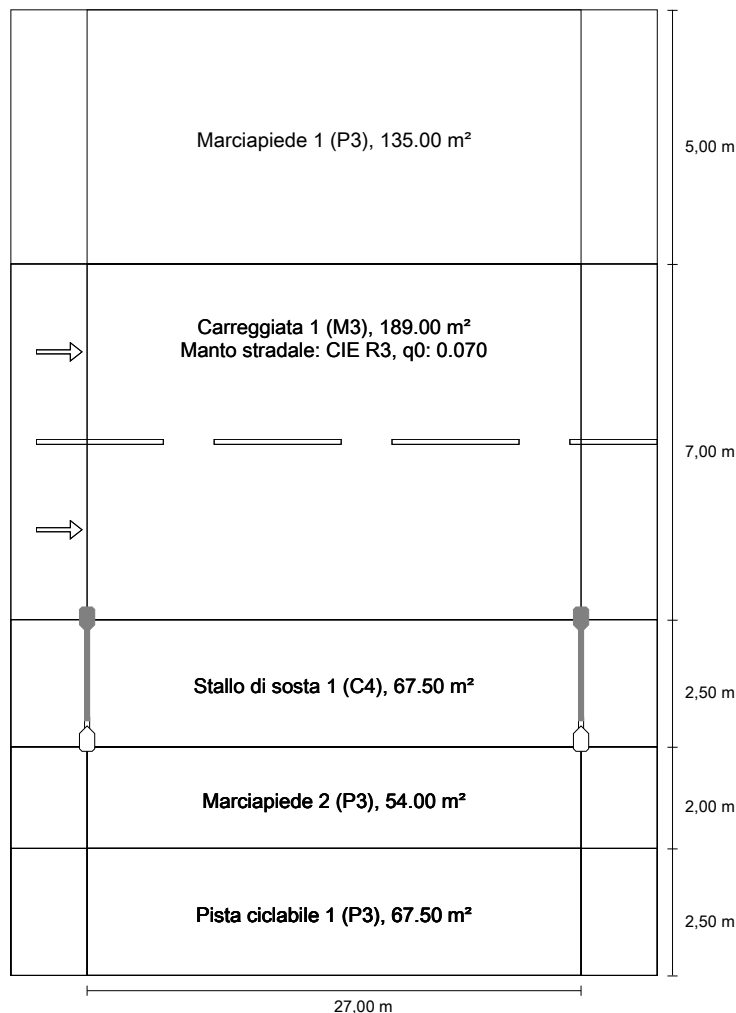 Marciapiede 1 (P3), 135.00 m²
5,00 m
Carreggiata 1 (M3), 189.00 m²
Manto stradale: CIE R3, q0: 0.070
7,00 m
Stallo di sosta 1 (C4), 67.50 m²
2,50 m
Marciapiede 2 (P3), 54.00 m²
2,00 m
Pista ciclabile 1 (P3), 67.50 m²
2,50 m
27,00 m